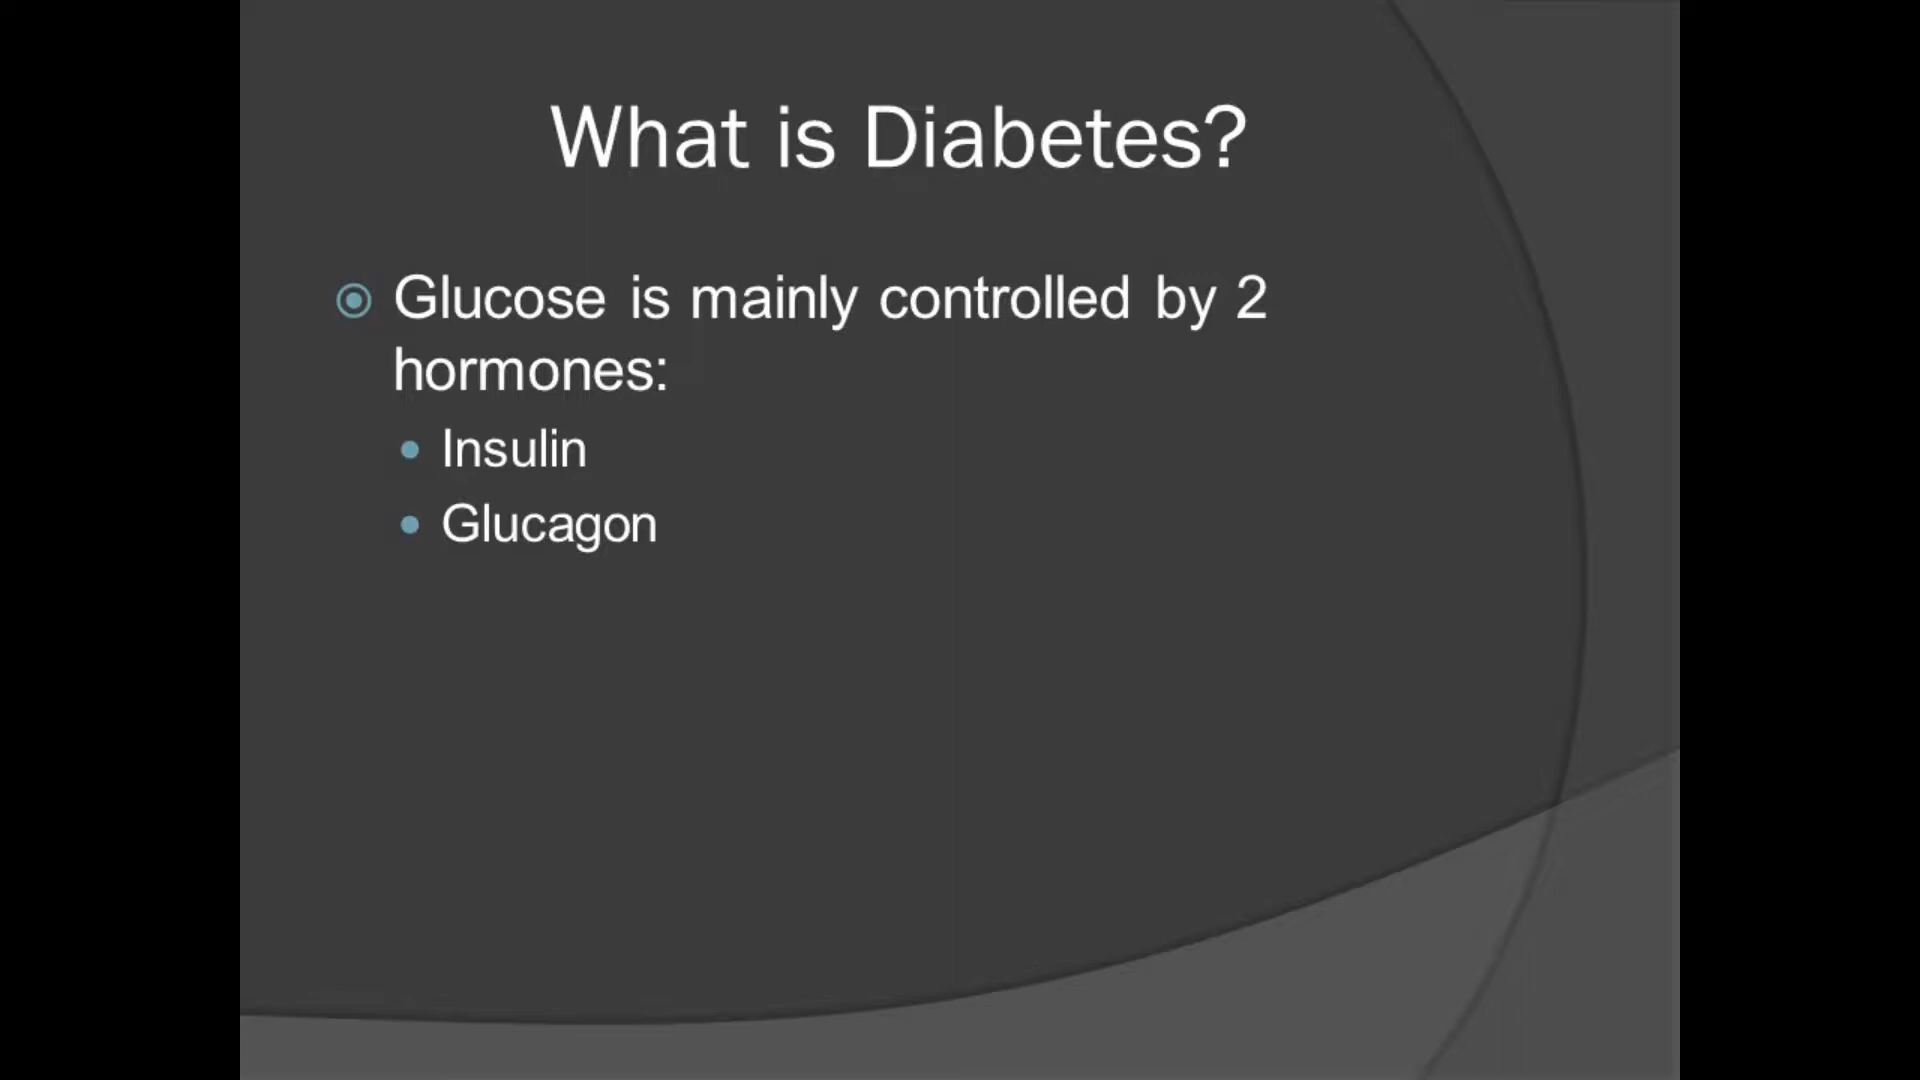 What is Diabetes?
Glucose is mainly controlled by 2
hormones:
Insulin
Glucagon